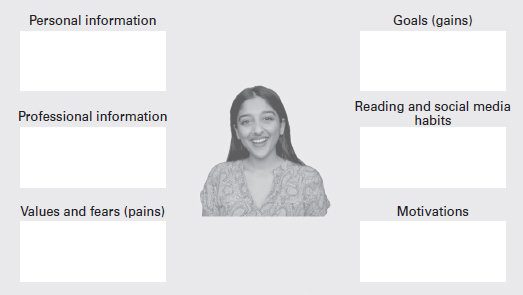 Personal information
Goals (gains)
Professional information
Reading and social media
habits
Values and fears (pains)
Motivations